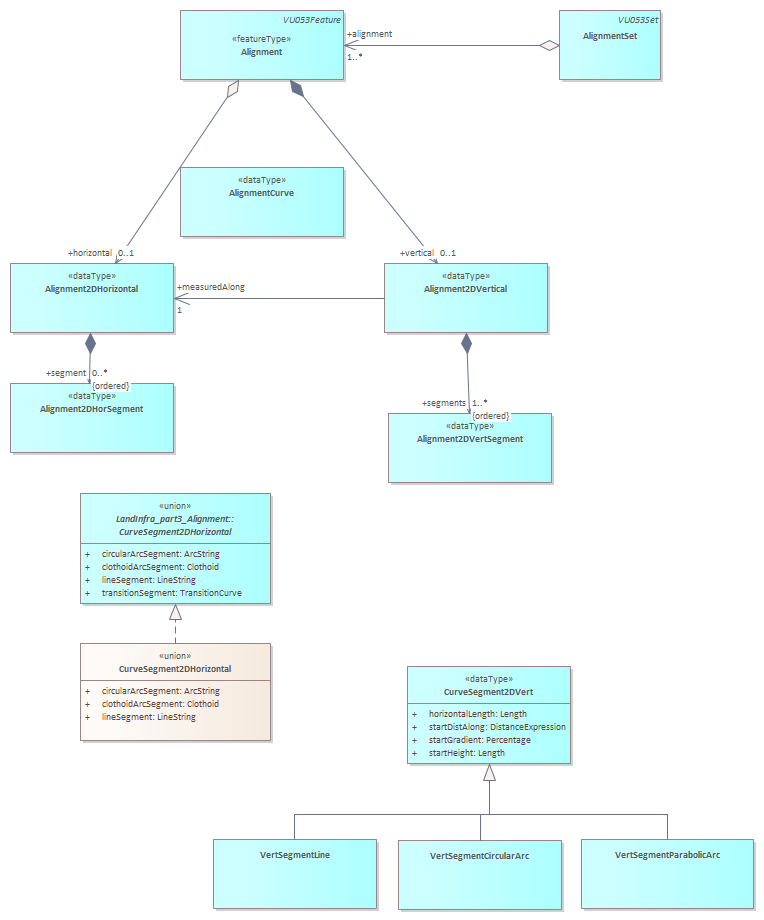 VU053Feature
«featureType»
Alignment
VU053Set
AlignmentSet
+alignment
1..*
«dataType»
AlignmentCurve
+horizontal 0..1
+vertical 0..1
«dataType»
Alignment2DHorizontal
+measuredAlong
1
«dataType»
Alignment2DVertical
+segment 0..*
{ordered}
«dataType»
Alignment2DHorSegment
+segments 1..*
{ordered}
«dataType»
Alignment2DVertSegment
«union»
LandInfra_part3_Alignment::
CurveSegment2DHorizontal
+ circularArcSegment: ArcString
+ clothoidArcSegment: Clothoid
+ lineSegment: LineString
+ transitionSegment: TransitionCurve
«union»
CurveSegment2DHorizontal
+ circularArcSegment: ArcString
+ clothoidArcSegment: Clothoid
+ lineSegment: LineString
«dataType»
CurveSegment2DVert
+ horizontalLength: Length
+ startDistAlong: DistanceExpression
+ startGradient: Percentage
+ startHeight: Length
VertSegmentLine
VertSegmentCircularArc
VertSegmentParabolicArc